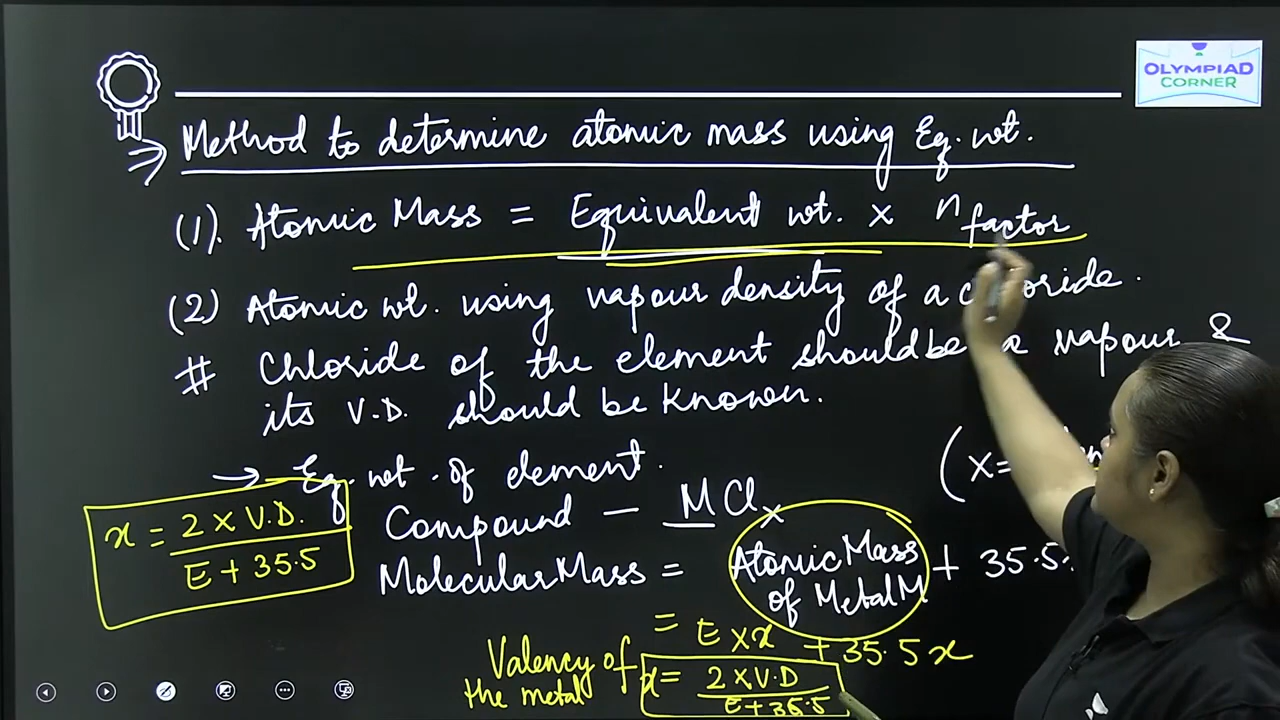 OLYMPIAD
CORNER
⇒ Method to determine atomic mass using Eq. wt.
(1). Atomic Mass = Equivalent wt. × n factor
(2) Atomic wt. using vapour density of a
# Chloride of the element should be a vapour &
its V.D. should be known.
→ Eq. wt. of element.
(x=
Compound — MClx
x = 2 × V.D. / E + 35.5
Molecular Mass = Atomic Mass of Metal M + 35.5
= E × x + 35.5x
Valency of the metal x = 2 × V.D / E + 35.5